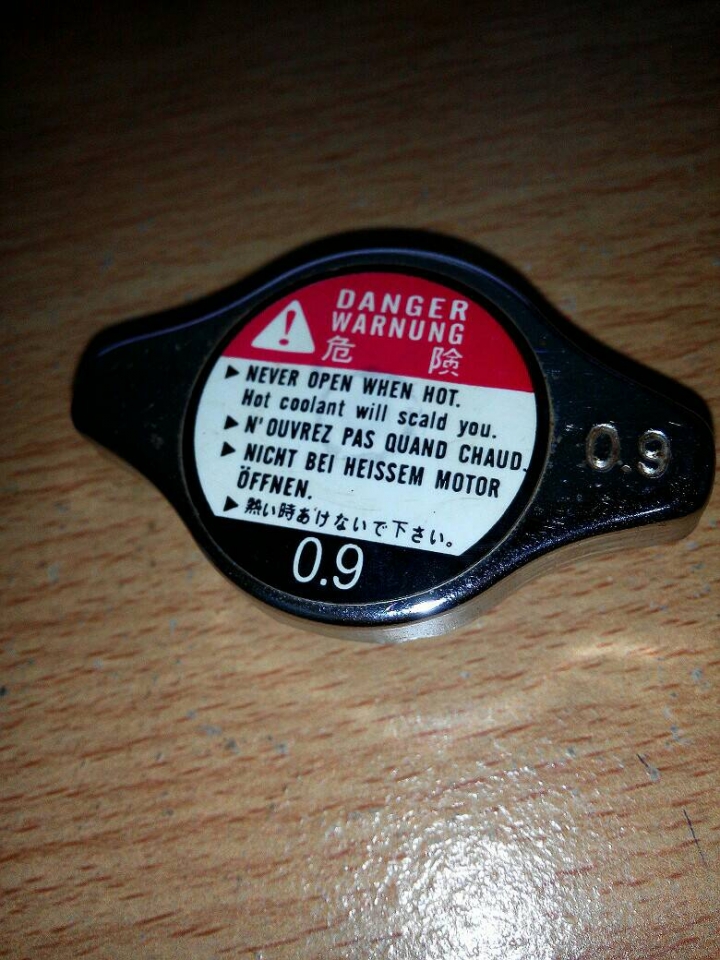 DANGER
WARNUNG
危 険
▶ NEVER OPEN WHEN HOT.
Hot coolant will scald you.
▶ N'OUVREZ PAS QUAND CHAUD.
▶ NICHT BEI HEISSEM MOTOR
ÖFFNEN.
▶ 熱い時あけないで下さい。
0.9
0.9